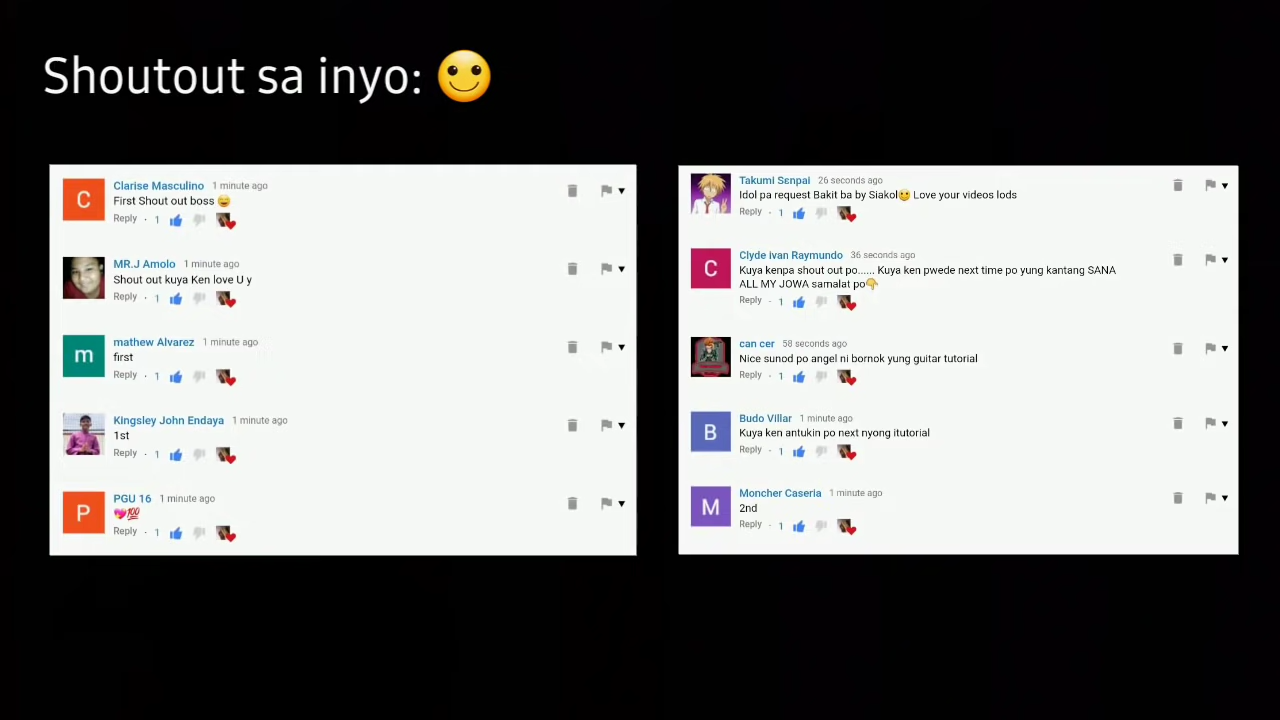 Shoutout sa inyo: 🙂
C
Clarise Masculino 1 minute ago
First Shout out boss 😄
Reply · 1
MR.J Amolo 1 minute ago
Shout out kuya Ken love U y
Reply · 1
m
mathew Alvarez 1 minute ago
first
Reply · 1
Kingsley John Endaya 1 minute ago
1st
Reply · 1
P
PGU 16 1 minute ago
💖💯
Reply · 1
Takumi Senpai 26 seconds ago
Idol pa request Bakit ba by Siakol🙂 Love your videos lods
Reply · 1
C
Clyde ivan Raymundo 36 seconds ago
Kuya kenpa shout out po...... Kuya ken pwede next time po yung kantang SANA
ALL MY JOWA samalat po👇
Reply · 1
can cer 58 seconds ago
Nice sunod po angel ni bornok yung guitar tutorial
Reply · 1
B
Budo Villar 1 minute ago
Kuya ken antukin po next nyong itutorial
Reply · 1
M
Moncher Caseria 1 minute ago
2nd
Reply · 1